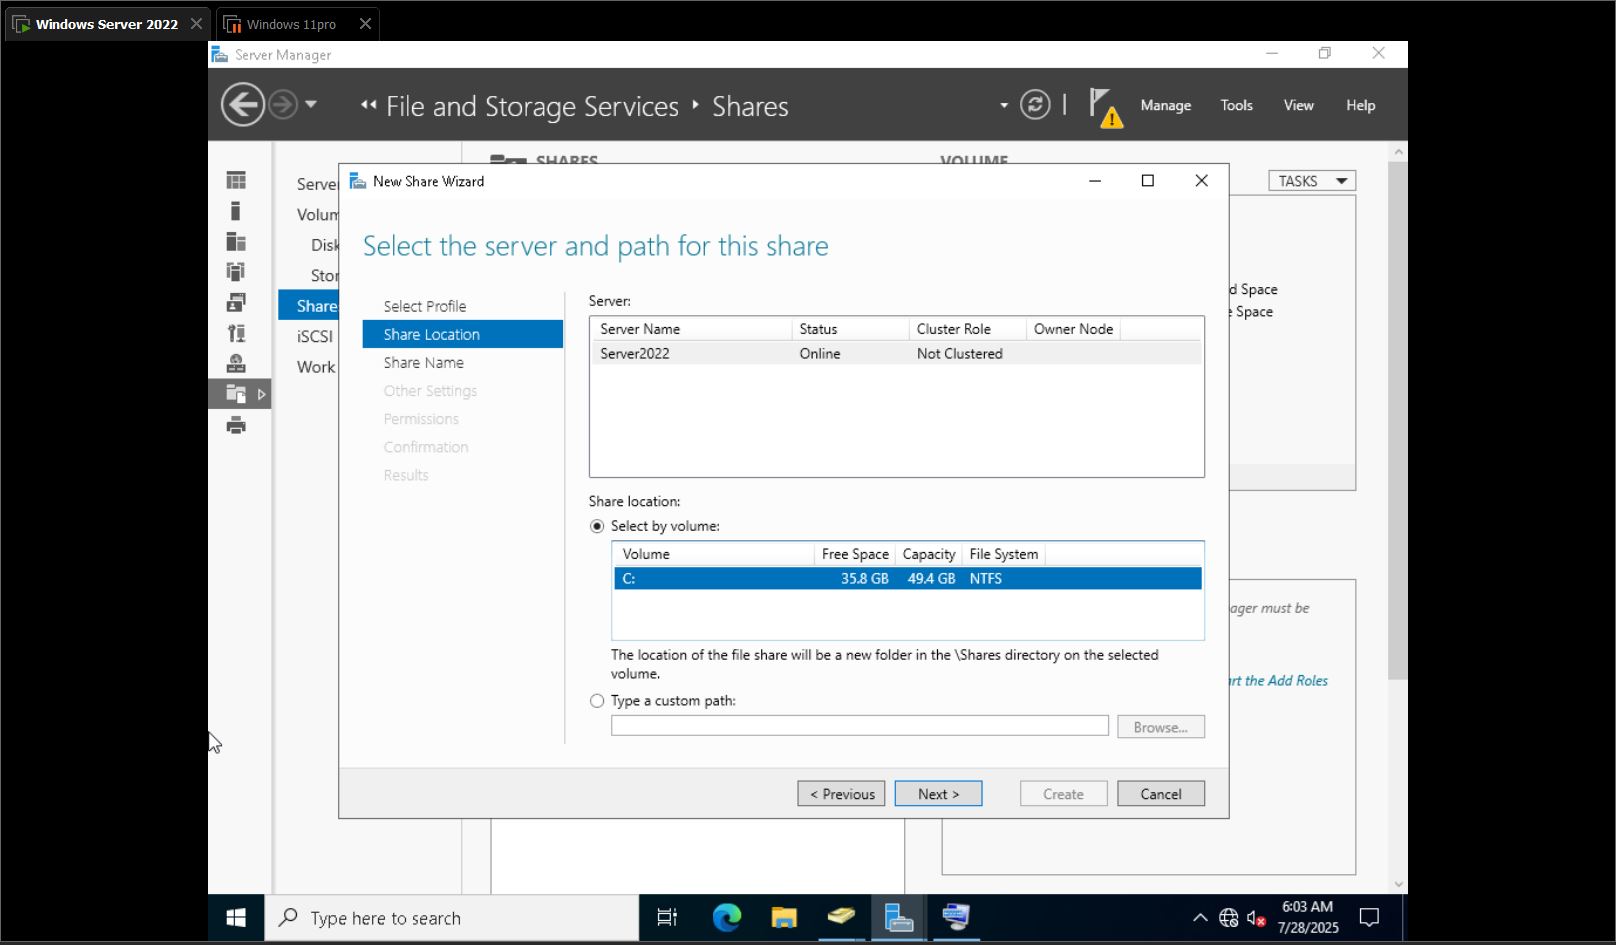 Windows Server 2022
Windows 11pro
Server Manager
File and Storage Services
Shares
Manage
Tools
View
Help
SHARES
VOLUME
TASKS
Server
Volum
Disk
Stor
Share
iSCSI
Work
New Share Wizard
Select the server and path for this share
Select Profile
Share Location
Share Name
Other Settings
Permissions
Confirmation
Results
Server:
Server Name Status Cluster Role Owner Node
Server2022 Online Not Clustered
Share location:
Select by volume:
Volume Free Space Capacity File System
C: 35.8 GB 49.4 GB NTFS
The location of the file share will be a new folder in the \Shares directory on the selected
volume.
Type a custom path:
Browse...
< Previous
Next >
Create
Cancel
d Space
e Space
ager must be
rt the Add Roles
Type here to search
6:03 AM
7/28/2025